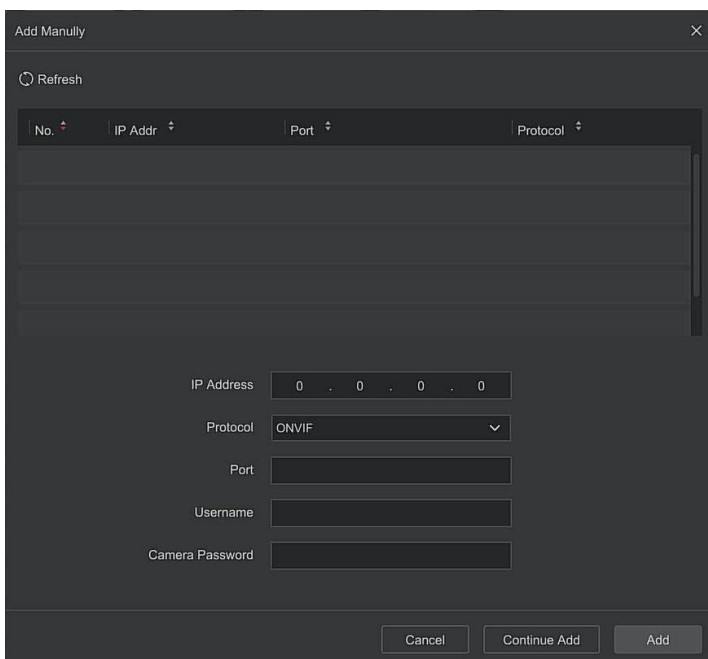 Add Manully
Refresh
No. IP Addr Port Protocol
IP Address 0 . 0 . 0 . 0
Protocol ONVIF
Port
Username
Camera Password
Cancel Continue Add Add